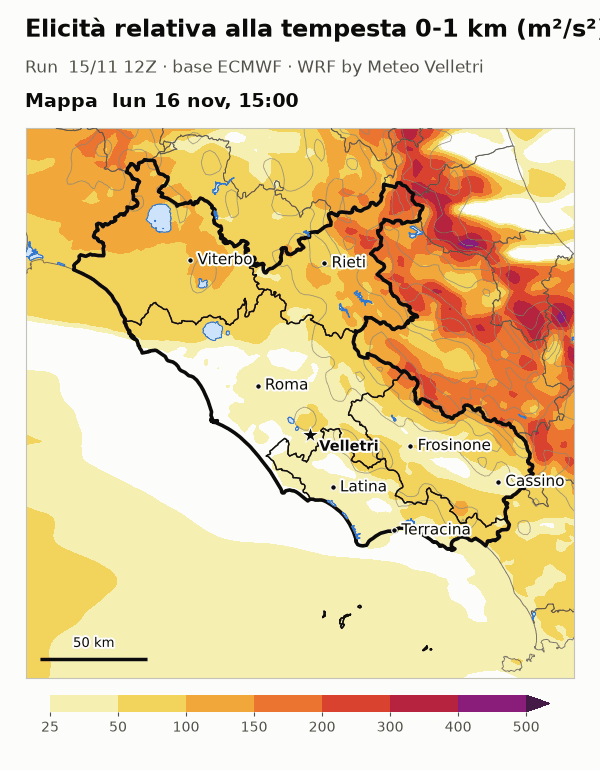 Elicità relativa alla tempesta 0-1 km (m²/s²)
Run  15/11 12Z · base ECMWF · WRF by Meteo Velletri
Mappa  lun 16 nov, 15:00
Viterbo
Rieti
Roma
Velletri
Frosinone
Cassino
Latina
Terracina
50 km
25 50 100 150 200 300 400 500